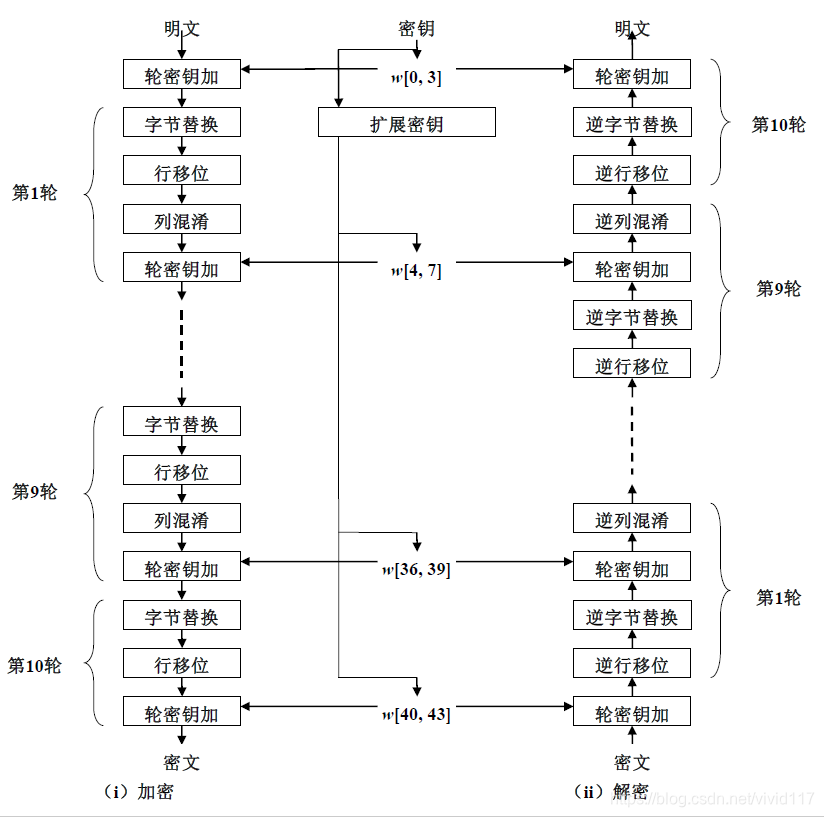 明文
密钥
明文
轮密钥加
w[0, 3]
轮密钥加
字节替换
扩展密钥
逆字节替换
第10轮
行移位
逆行移位
第1轮
列混淆
逆列混淆
轮密钥加
w[4, 7]
轮密钥加
第9轮
逆字节替换
逆行移位
字节替换
行移位
第9轮
列混淆
逆列混淆
轮密钥加
w[36, 39]
轮密钥加
第1轮
字节替换
逆字节替换
行移位
逆行移位
第10轮
轮密钥加
w[40, 43]
轮密钥加
密文
密文
（i）加密
（ii）解密
https://blog.csdn.net/vivid117